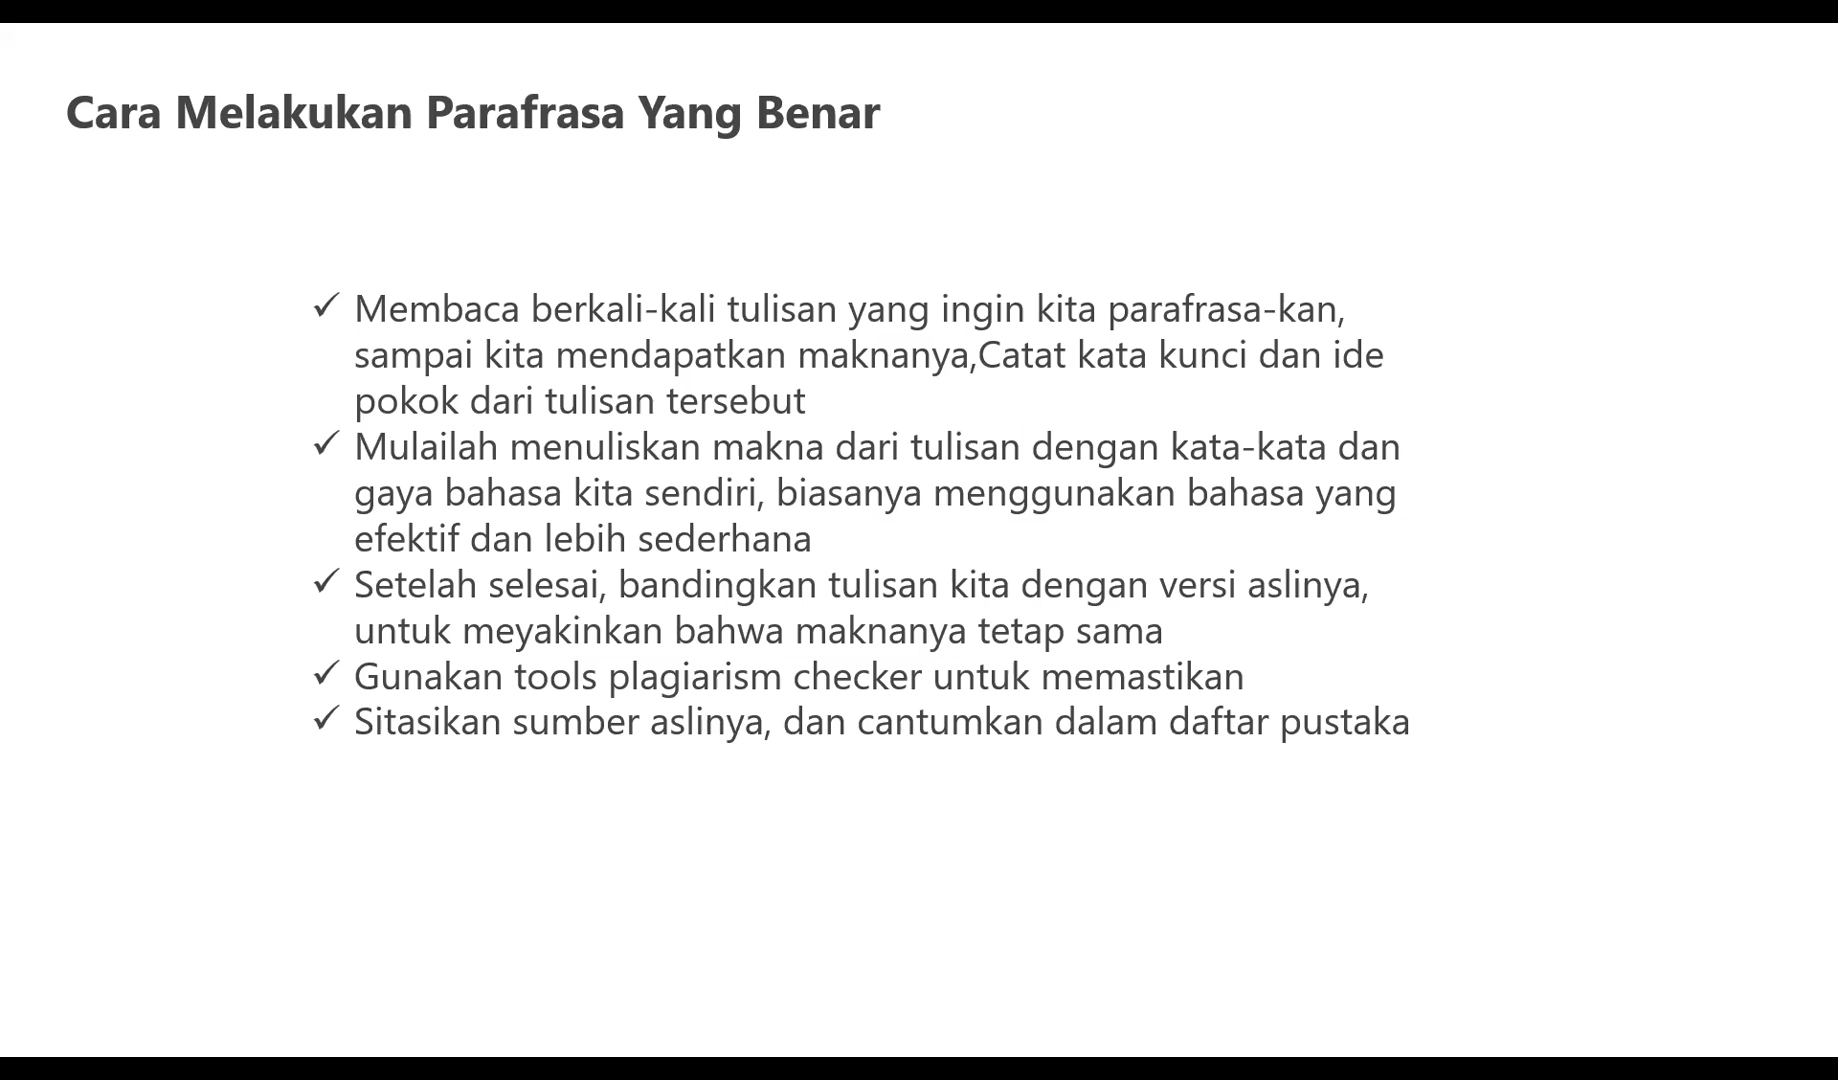 Cara Melakukan Parafrasa Yang Benar
✓ Membaca berkali-kali tulisan yang ingin kita parafrasa-kan,
sampai kita mendapatkan maknanya,Catat kata kunci dan ide
pokok dari tulisan tersebut
✓ Mulailah menuliskan makna dari tulisan dengan kata-kata dan
gaya bahasa kita sendiri, biasanya menggunakan bahasa yang
efektif dan lebih sederhana
✓ Setelah selesai, bandingkan tulisan kita dengan versi aslinya,
untuk meyakinkan bahwa maknanya tetap sama
✓ Gunakan tools plagiarism checker untuk memastikan
✓ Sitasikan sumber aslinya, dan cantumkan dalam daftar pustaka